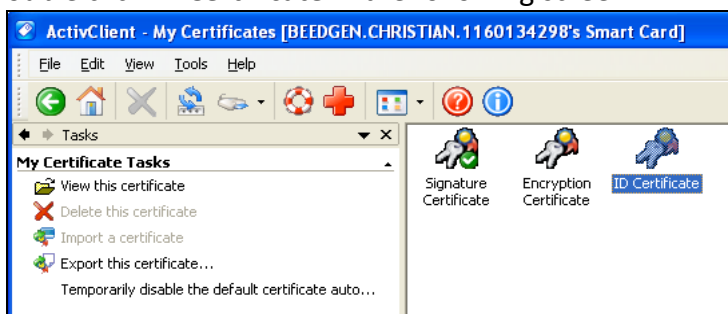 ActivClient - My Certificates [BEEDGEN.CHRISTIAN.1160134298's Smart Card]
File Edit View Tools Help
Tasks
My Certificate Tasks
View this certificate
Delete this certificate
Import a certificate
Export this certificate...
Temporarily disable the default certificate auto...
Signature
Certificate
Encryption
Certificate
ID Certificate